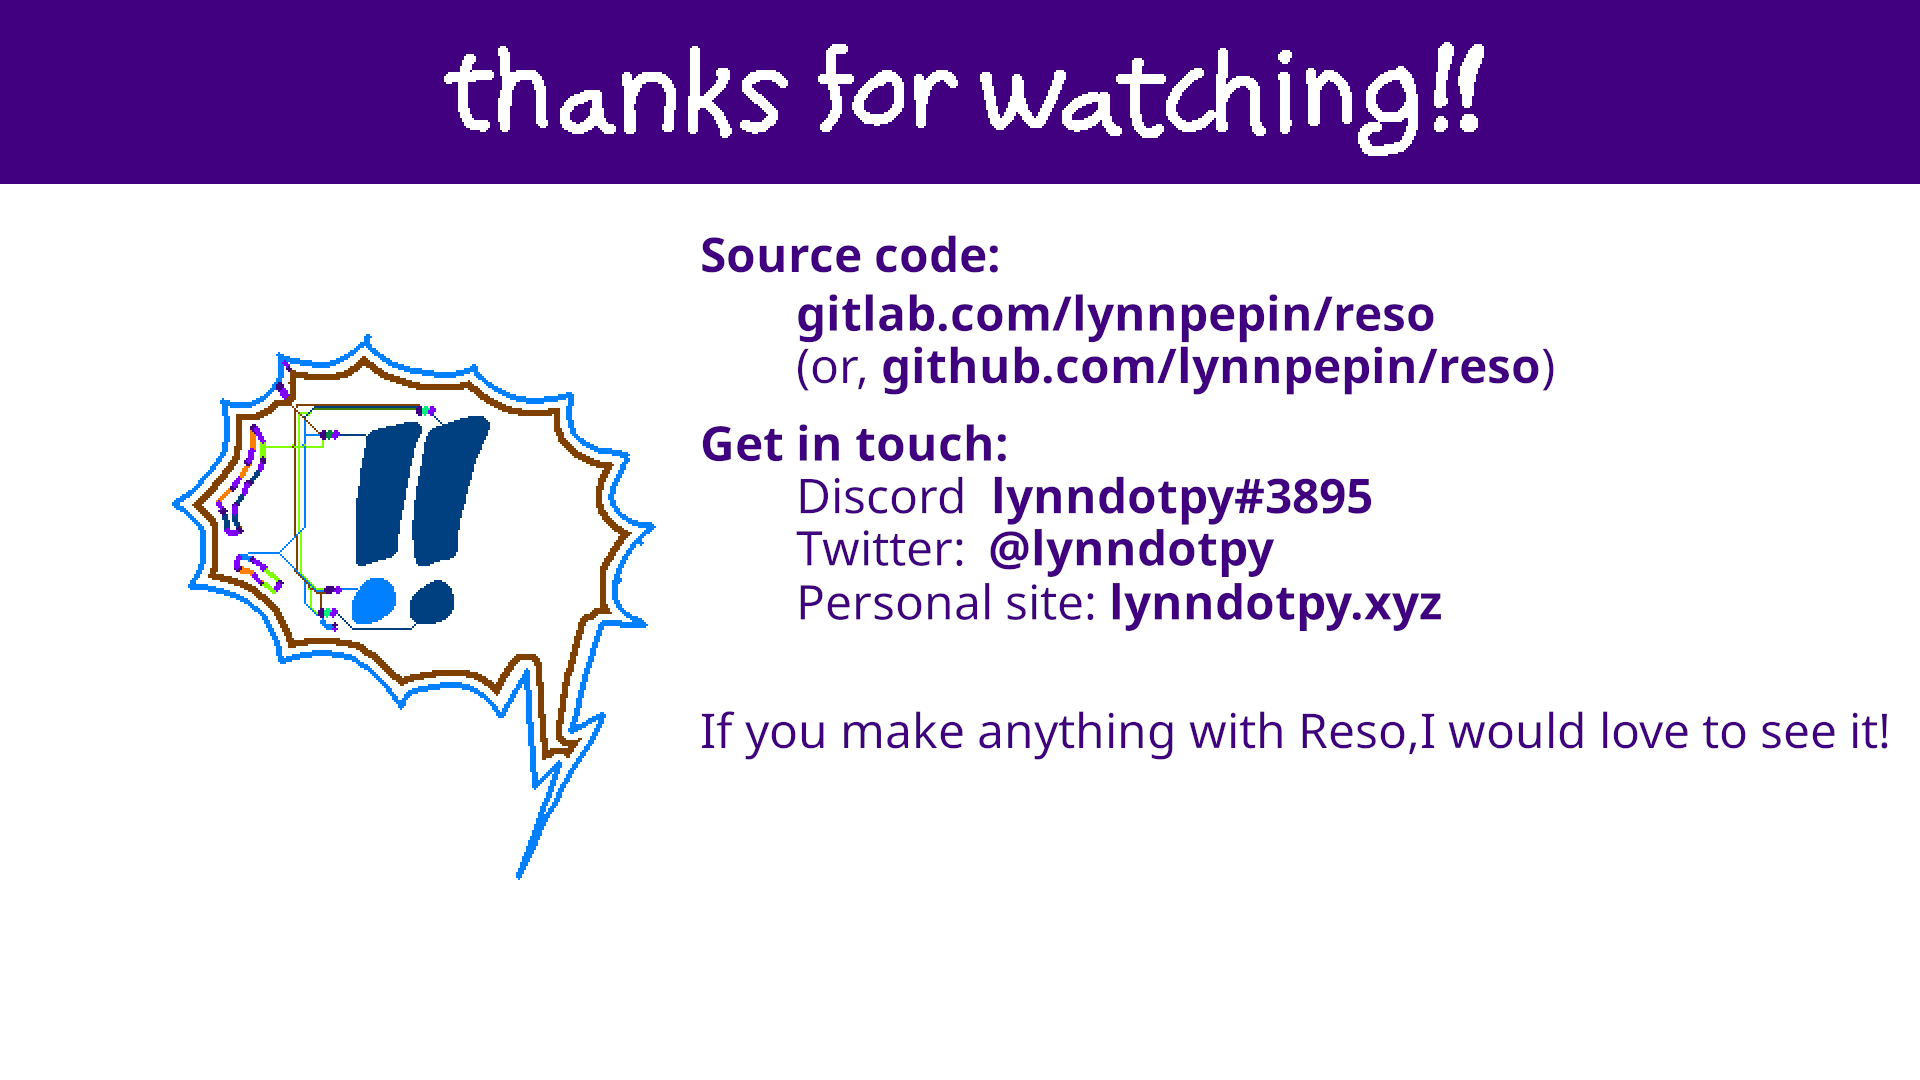 thanks for watching!!
Source code:
gitlab.com/lynnpepin/reso
(or, github.com/lynnpepin/reso)
Get in touch:
Discord lynndotpy#3895
Twitter: @lynndotpy
Personal site: lynndotpy.xyz
If you make anything with Reso,I would love to see it!
!!